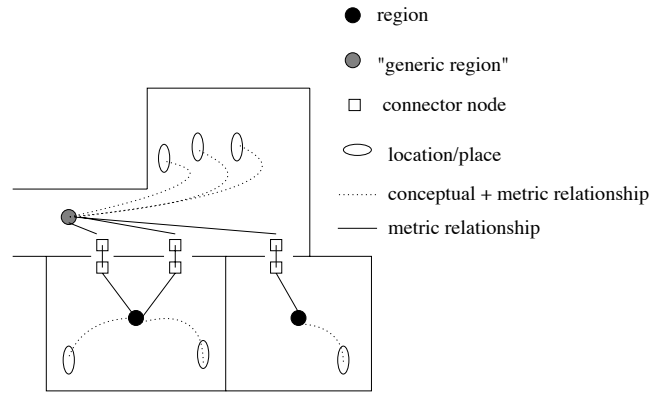 region
"generic region"
connector node
location/place
conceptual + metric relationship
metric relationship